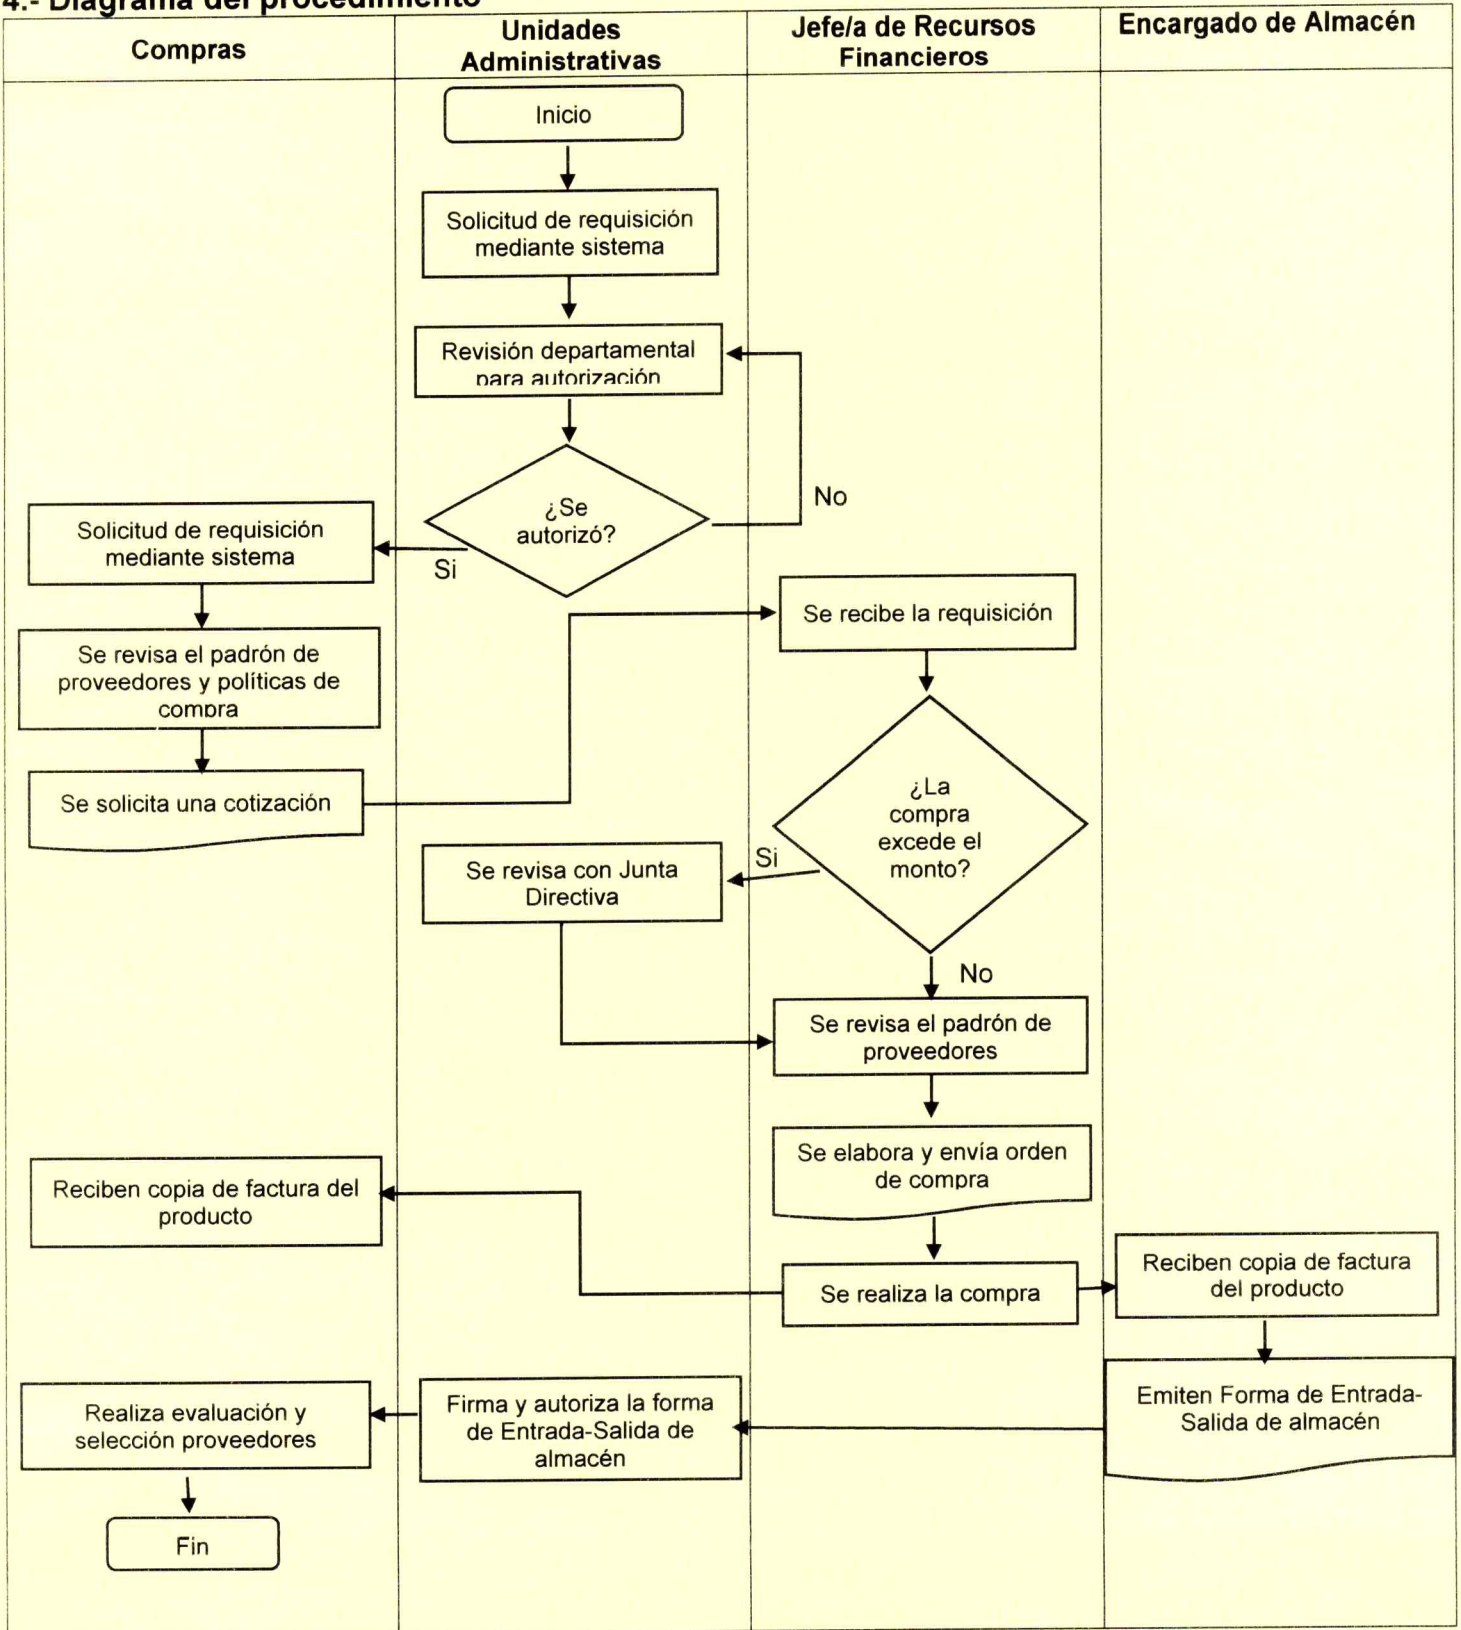 4.- Diagrama del procedimiento
Compras
Unidades
Administrativas
Jefe/a de Recursos
Financieros
Encargado de Almacén
Inicio
Solicitud de requisición
mediante sistema
Revisión departamental
para autorización
¿Se
autorizó?
No
Si
Solicitud de requisición
mediante sistema
Se revisa el padrón de
proveedores y políticas de
compra
Se solicita una cotización
Se recibe la requisición
¿La
compra
excede el
monto?
Si
No
Se revisa con Junta
Directiva
Se revisa el padrón de
proveedores
Se elabora y envía orden
de compra
Se realiza la compra
Reciben copia de factura del
producto
Reciben copia de factura
del producto
Emiten Forma de Entrada-
Salida de almacén
Firma y autoriza la forma
de Entrada-Salida de
almacén
Realiza evaluación y
selección proveedores
Fin